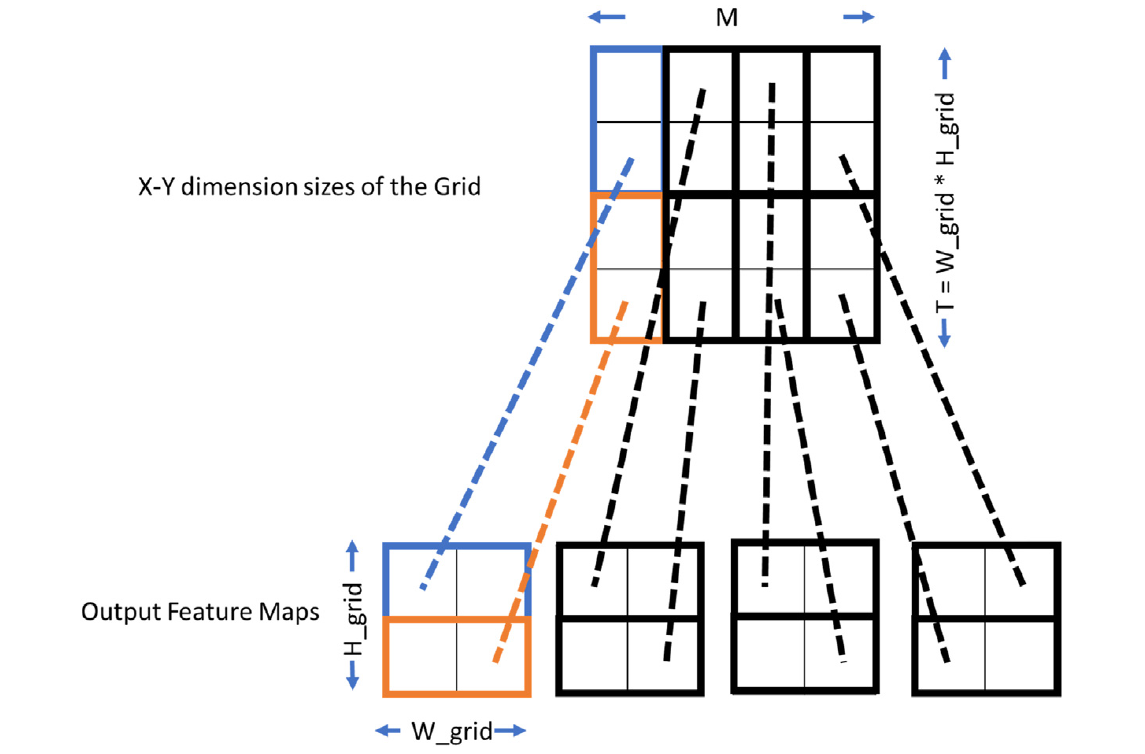 M
X-Y dimension sizes of the Grid
T = W_grid * H_grid
Output Feature Maps
H_grid
W_grid